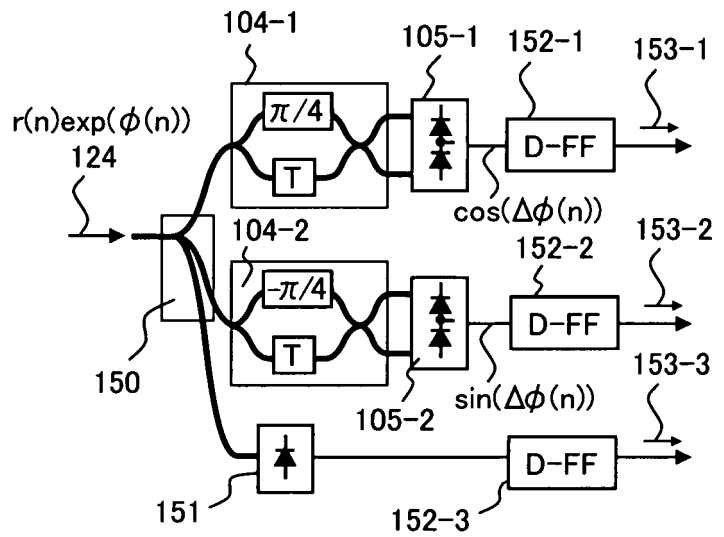 104-1
105-1
152-1
153-1
r(n)exp(ϕ(n))
124
π/4
T
D-FF
cos(Δϕ(n))
104-2
152-2
153-2
-π/4
T
D-FF
150
105-2
sin(Δϕ(n))
153-3
151
D-FF
152-3